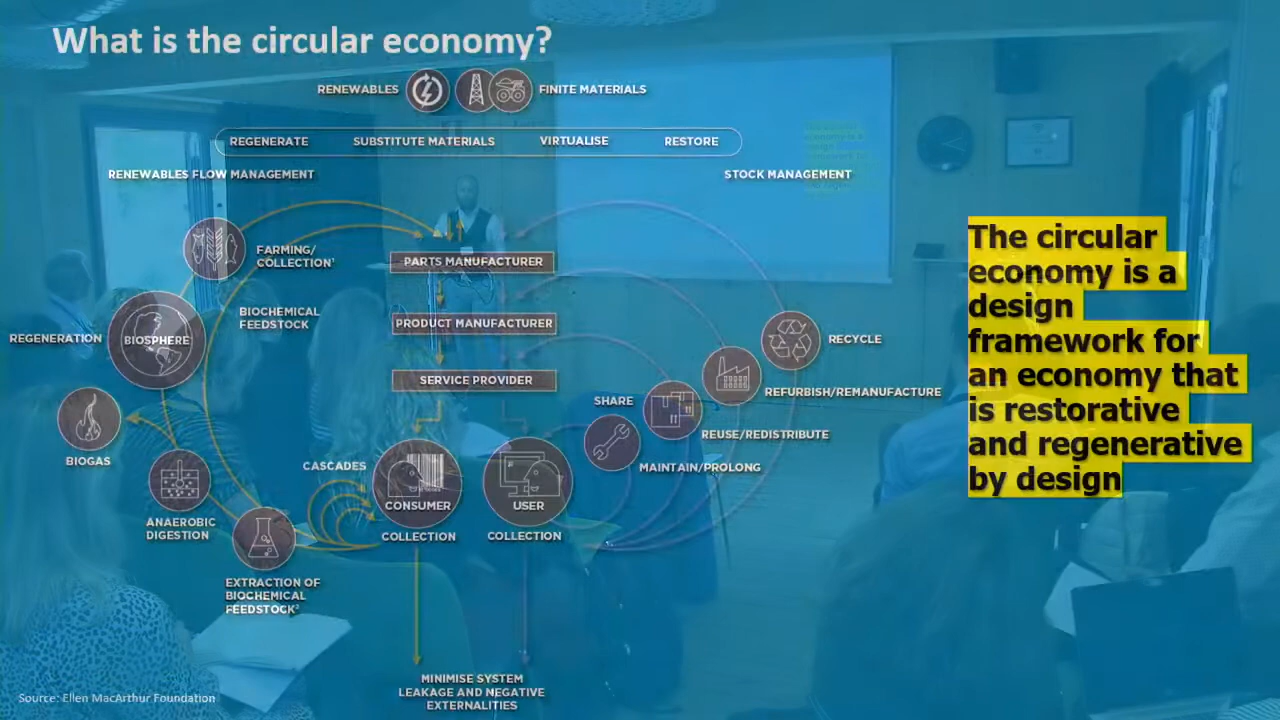 What is the circular economy?
RENEWABLES
FINITE MATERIALS
REGENERATE
SUBSTITUTE MATERIALS
VIRTUALISE
RESTORE
RENEWABLES FLOW MANAGEMENT
STOCK MANAGEMENT
FARMING/
COLLECTION¹
PARTS MANUFACTURER
BIOCHEMICAL
FEEDSTOCK
PRODUCT MANUFACTURER
REGENERATION
BIOSPHERE
RECYCLE
SERVICE PROVIDER
REFURBISH/REMANUFACTURE
SHARE
REUSE/REDISTRIBUTE
BIOGAS
CASCADES
MAINTAIN/PROLONG
CONSUMER
USER
ANAEROBIC
DIGESTION
COLLECTION
COLLECTION
EXTRACTION OF
BIOCHEMICAL
FEEDSTOCK²
MINIMISE SYSTEM
LEAKAGE AND NEGATIVE
EXTERNALITIES
The circular
economy is a
design
framework for
an economy that
is restorative
and regenerative
by design
Source: Ellen MacArthur Foundation